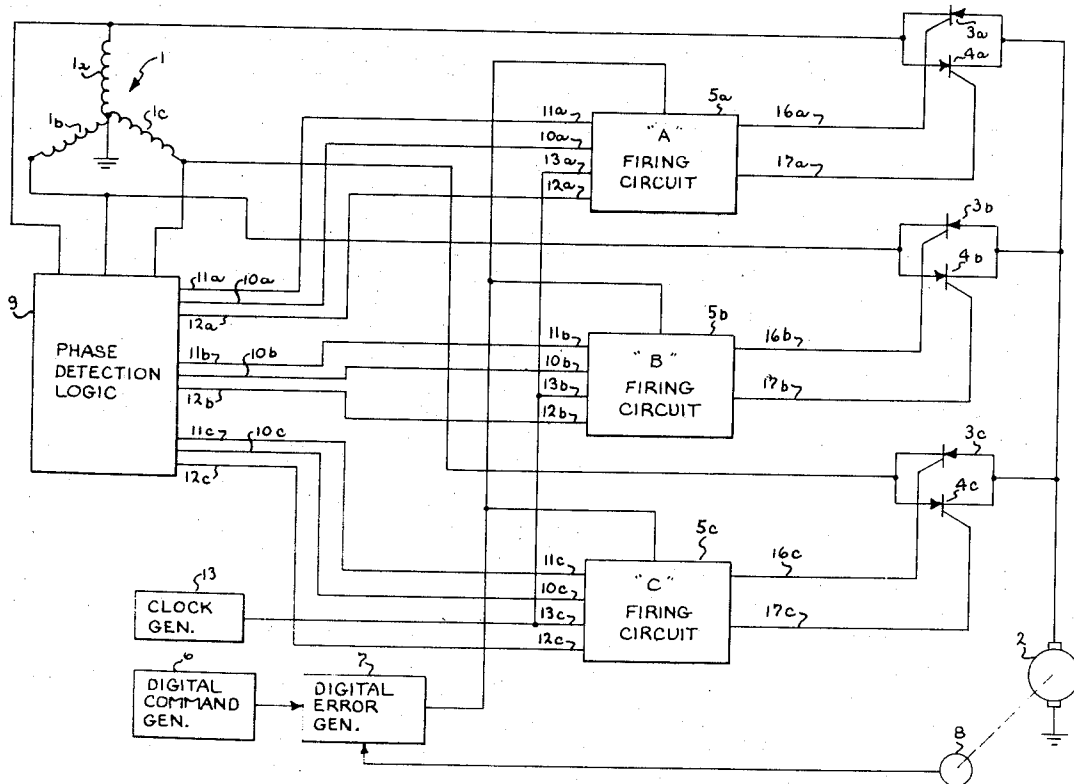 3a
4a
1a
1
1b
1c
5a
11a
10a
13a
12a
"A"
FIRING
CIRCUIT
16a
17a
3b
4b
9
PHASE
DETECTION
LOGIC
11a
10a
12a
11b
10b
12b
11c
10c
12c
5b
11b
10b
13b
12b
"B"
FIRING
CIRCUIT
16b
17b
3c
4c
5c
11c
10c
13c
12c
"C"
FIRING
CIRCUIT
16c
17c
13
CLOCK
GEN.
6
DIGITAL
COMMAND
GEN.
7
DIGITAL
ERROR
GEN.
2
8